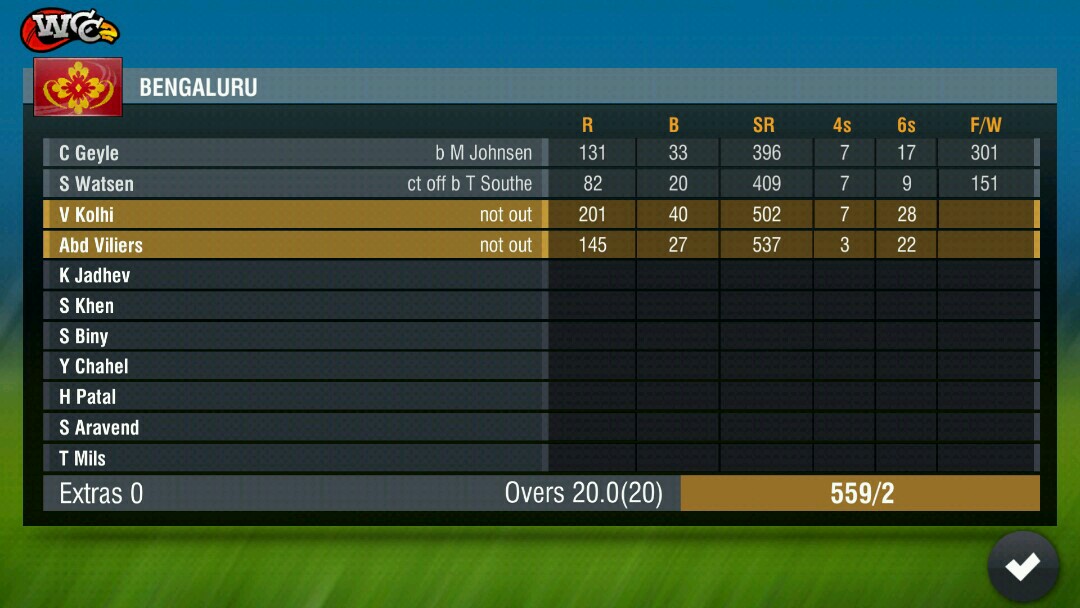 WCC2
BENGALURU
R B SR 4s 6s F/W
C Geyle b M Johnsen 131 33 396 7 17 301
S Watsen ct off b T Southe 82 20 409 7 9 151
V Kolhi not out 201 40 502 7 28
Abd Viliers not out 145 27 537 3 22
K Jadhev
S Khen
S Biny
Y Chahel
H Patal
S Aravend
T Mils
Extras 0 Overs 20.0(20) 559/2